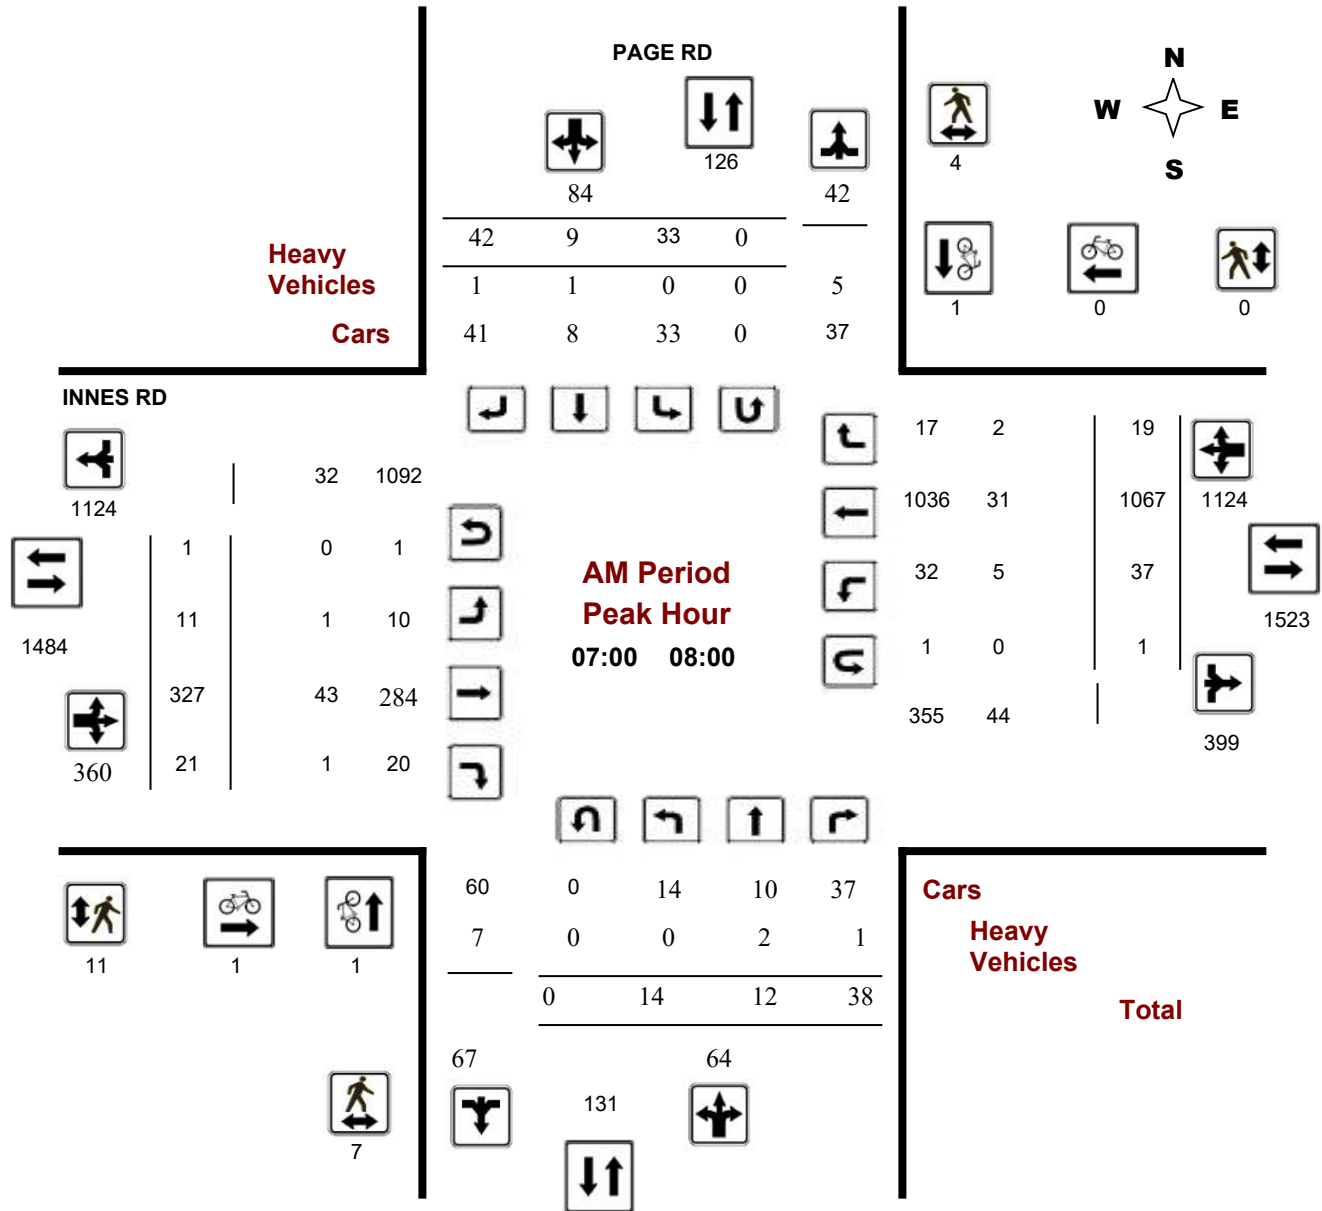 PAGE RD
N
W E
S
126
84
42
4
42 9 33 0
Heavy
Vehicles
1 1 0 0 5
Cars
41 8 33 0 37
1 0 0
INNES RD
17 2 19
32 1092
1124
1036 31 1067 1124
1 0 1
AM Period
32 5 37
11 1 10
Peak Hour
1523
1484
07:00 08:00
1 0 1
327 43 284
355 44
399
360
21 1 20
60 0 14 10 37
Cars
7 0 0 2 1
Heavy
Vehicles
11 1 1
0 14 12 38
Total
67 64
131
7